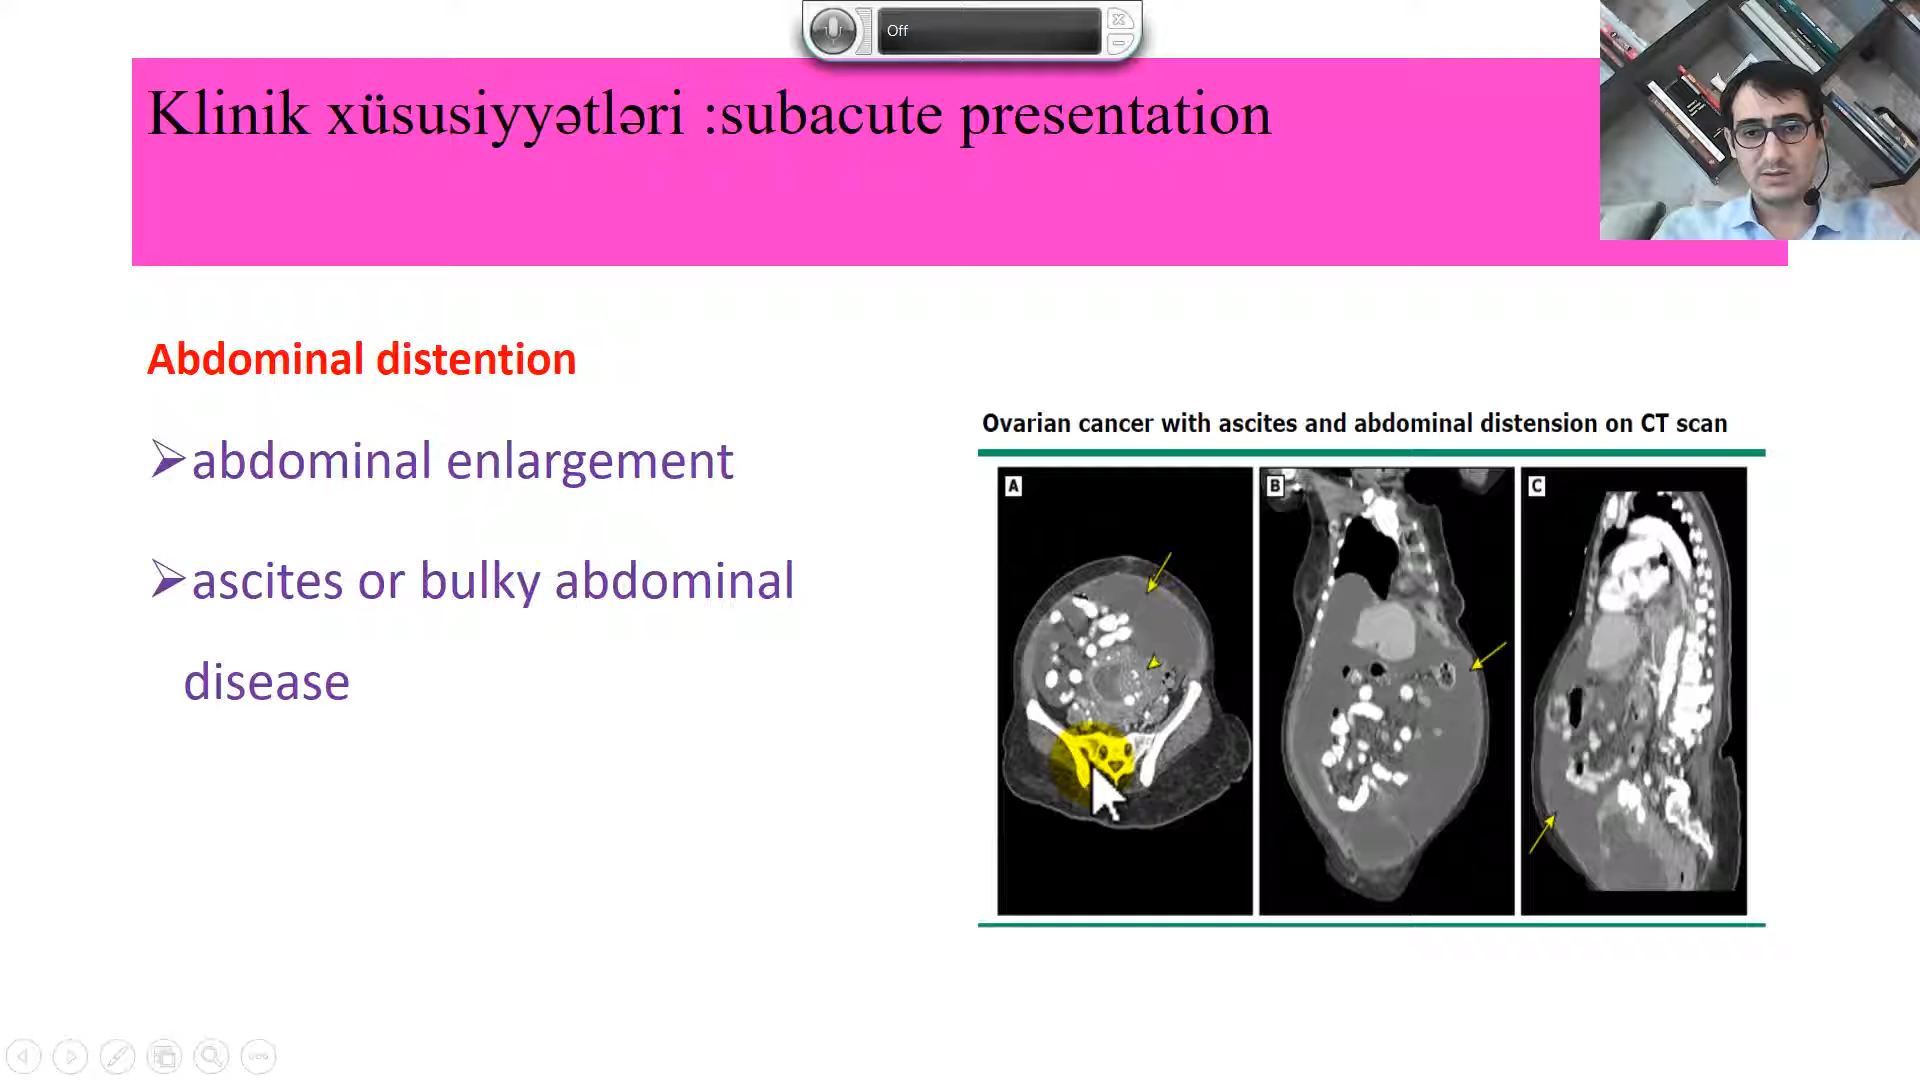 Off
Klinik xüsusiyyətləri :subacute presentation
Abdominal distention
➢abdominal enlargement
➢ascites or bulky abdominal
disease
Ovarian cancer with ascites and abdominal distension on CT scan
A
B
C